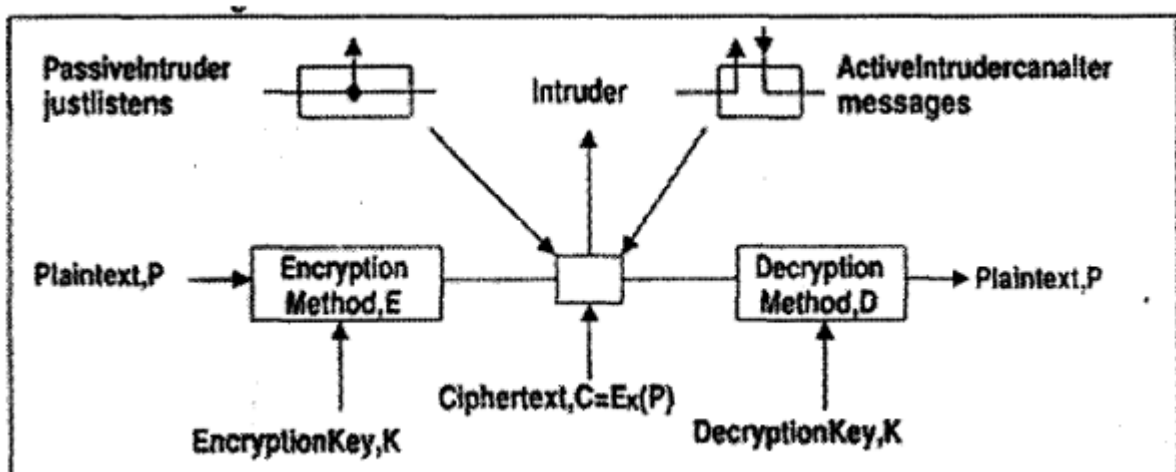 PassiveIntruder
justlistens
Intruder
ActiveIntrudercanalter
messages
Plaintext,P
Encryption
Method,E
Decryption
Method,D
Plaintext,P
Ciphertext,C=EK(P)
EncryptionKey,K
DecryptionKey,K